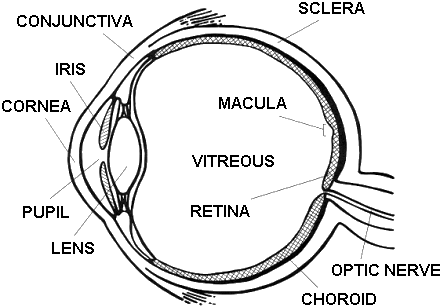 SCLERA
CONJUNCTIVA
IRIS
CORNEA
MACULA
VITREOUS
PUPIL
RETINA
LENS
OPTIC NERVE
CHOROID